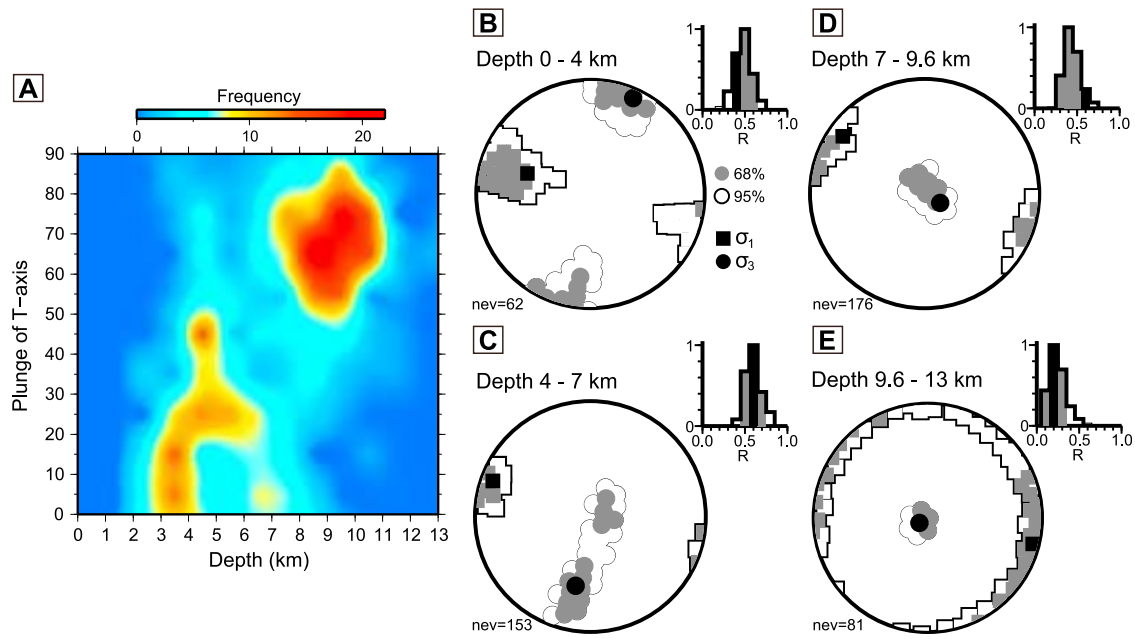 A
Frequency
0 10 20
90
80
70
60
50
40
30
20
10
0
Plunge of T-axis
0 1 2 3 4 5 6 7 8 9 10 11 12 13
Depth (km)
B
Depth 0 - 4 km
1
0
0.0 0.5 1.0
R
nev=62
68%
95%
σ1
σ3
C
Depth 4 - 7 km
1
0
0.0 0.5 1.0
R
nev=153
D
Depth 7 - 9.6 km
1
0
0.0 0.5 1.0
R
nev=176
E
Depth 9.6 - 13 km
1
0
0.0 0.5 1.0
R
nev=81